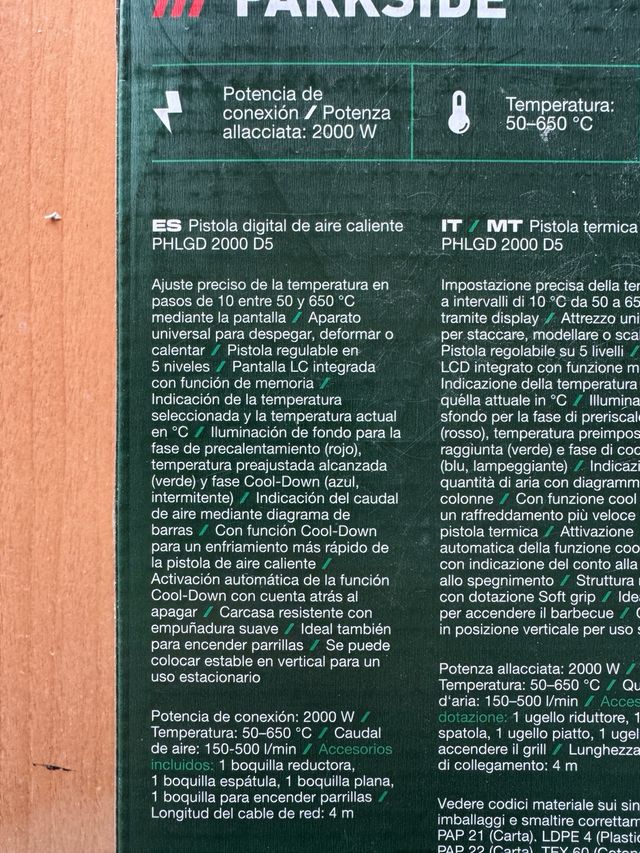 PARKSIDE
Potencia de
conexión / Potenza
allacciata: 2000 W
Temperatura:
50–650 °C
ES Pistola digital de aire caliente
PHLGD 2000 D5
Ajuste preciso de la temperatura en
pasos de 10 entre 50 y 650 °C
mediante la pantalla / Aparato
universal para despegar, deformar o
calentar / Pistola regulable en
5 niveles / Pantalla LC integrada
con función de memoria /
Indicación de la temperatura
seleccionada y la temperatura actual
en °C / Iluminación de fondo para la
fase de precalentamiento (rojo),
temperatura preajustada alcanzada
(verde) y fase Cool-Down (azul,
intermitente) / Indicación del caudal
de aire mediante diagrama de
barras / Con función Cool-Down
para un enfriamiento más rápido de
la pistola de aire caliente /
Activación automática de la función
Cool-Down con cuenta atrás al
apagar / Carcasa resistente con
empuñadura suave / Ideal también
para encender parrillas / Se puede
colocar estable en vertical para un
uso estacionario
Potencia de conexión: 2000 W /
Temperatura: 50–650 °C / Caudal
de aire: 150-500 l/min / Accesorios
incluidos: 1 boquilla reductora,
1 boquilla espátula, 1 boquilla plana,
1 boquilla para encender parrillas /
Longitud del cable de red: 4 m
IT / MT Pistola termica
PHLGD 2000 D5
Impostazione precisa della
a intervalli di 10 °C da 50 a
tramite display / Attrezzo
per staccare, modellare o
Pistola regolabile su 5 livelli /
LCD integrato con funzione
Indicazione della temperatura
quella attuale in °C /
sfondo per la fase di
(rosso), temperatura
raggiunta (verde) e fase di
(blu, lampeggiante) /
quantità di aria con
colonne / Con funzione cool
un raffreddamento più veloce
pistola termica / Attivazione
automatica della funzione
con indicazione del conto alla
allo spegnimento / Struttura
con dotazione Soft grip /
per accendere il barbecue /
in posizione verticale per uso
Potenza allacciata: 2000 W /
Temperatura: 50–650 °C /
d'aria: 150–500 l/min /
dotazione: 1 ugello riduttore, 1
spatola, 1 ugello piatto, 1
accendere il grill /
di collegamento: 4 m
Vedere codici materiale sui
imballaggi e smaltire
PAP 21 (Carta). LDPE 4
PAP 22 (Carta). TEX 60